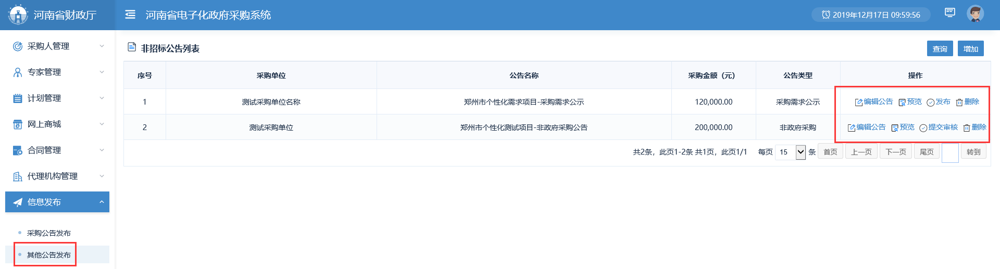 河南省财政厅
河南省电子化政府采购系统
2019年12月17日 09:59:56
采购人管理
专家管理
计划管理
网上商城
合同管理
代理机构管理
信息发布
采购公告发布
其他公告发布
非招标公告列表
查询 增加
序号 采购单位 公告名称 采购金额（元） 公告类型 操作
1 测试采购单位名称 郑州市个性化需求项目-采购需求公示 120,000.00 采购需求公示 编辑公告 预览 发布 删除
2 测试采购单位 郑州市个性化测试项目-非政府采购公告 200,000.00 非政府采购 编辑公告 预览 提交审核 删除
共2条，此页1-2条 共1页，此页1/1 每页 15 条 首页 上一页 下一页 尾页 转到